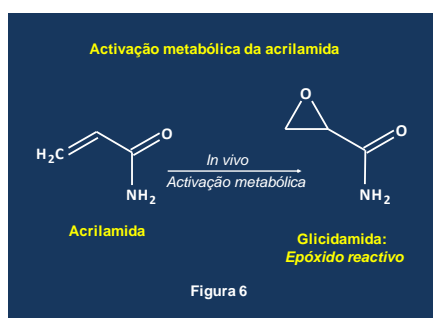 Activação metabólica da acrilamida
O
H2C
O
NH2
In vivo
Activação metabólica
O
NH2
Acrilamida
Glicidamida:
Epóxido reactivo
Figura 6